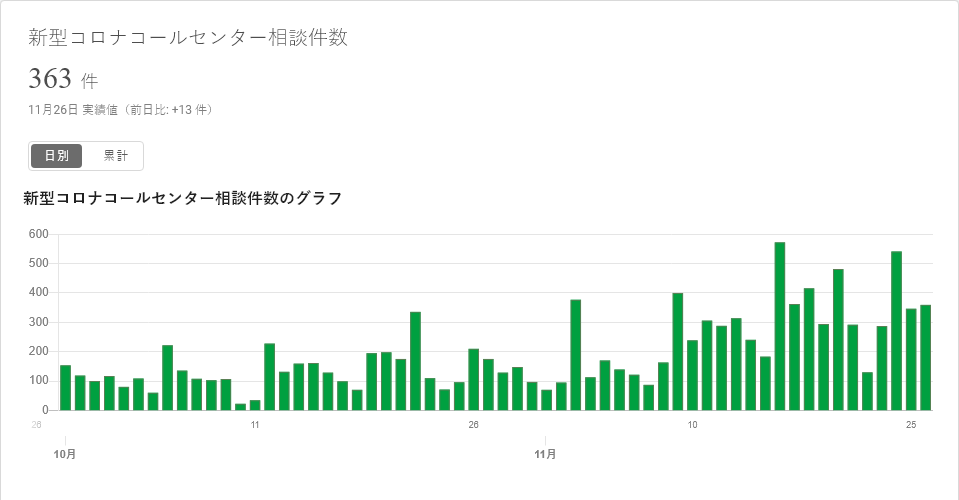 新型コロナコールセンター相談件数
363 件
11月26日 実績値（前日比: +13 件）
日別 累計
新型コロナコールセンター相談件数のグラフ
600
500
400
300
200
100
0
26 11 26 10 25
10月 11月